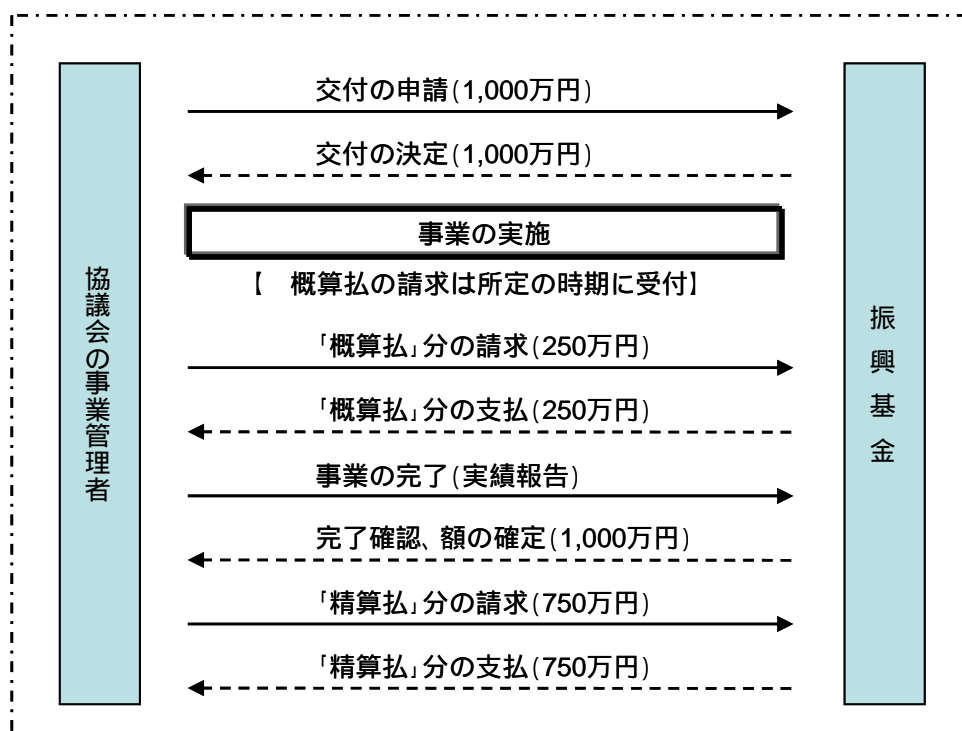 交付の申請(1,000万円)
交付の決定(1,000万円)
事業の実施
【　概算払の請求は所定の時期に受付】
「概算払」分の請求(250万円)
「概算払」分の支払(250万円)
事業の完了(実績報告)
完了確認、額の確定(1,000万円)
「精算払」分の請求(750万円)
「精算払」分の支払(750万円)
協議会の事業管理者
振興基金